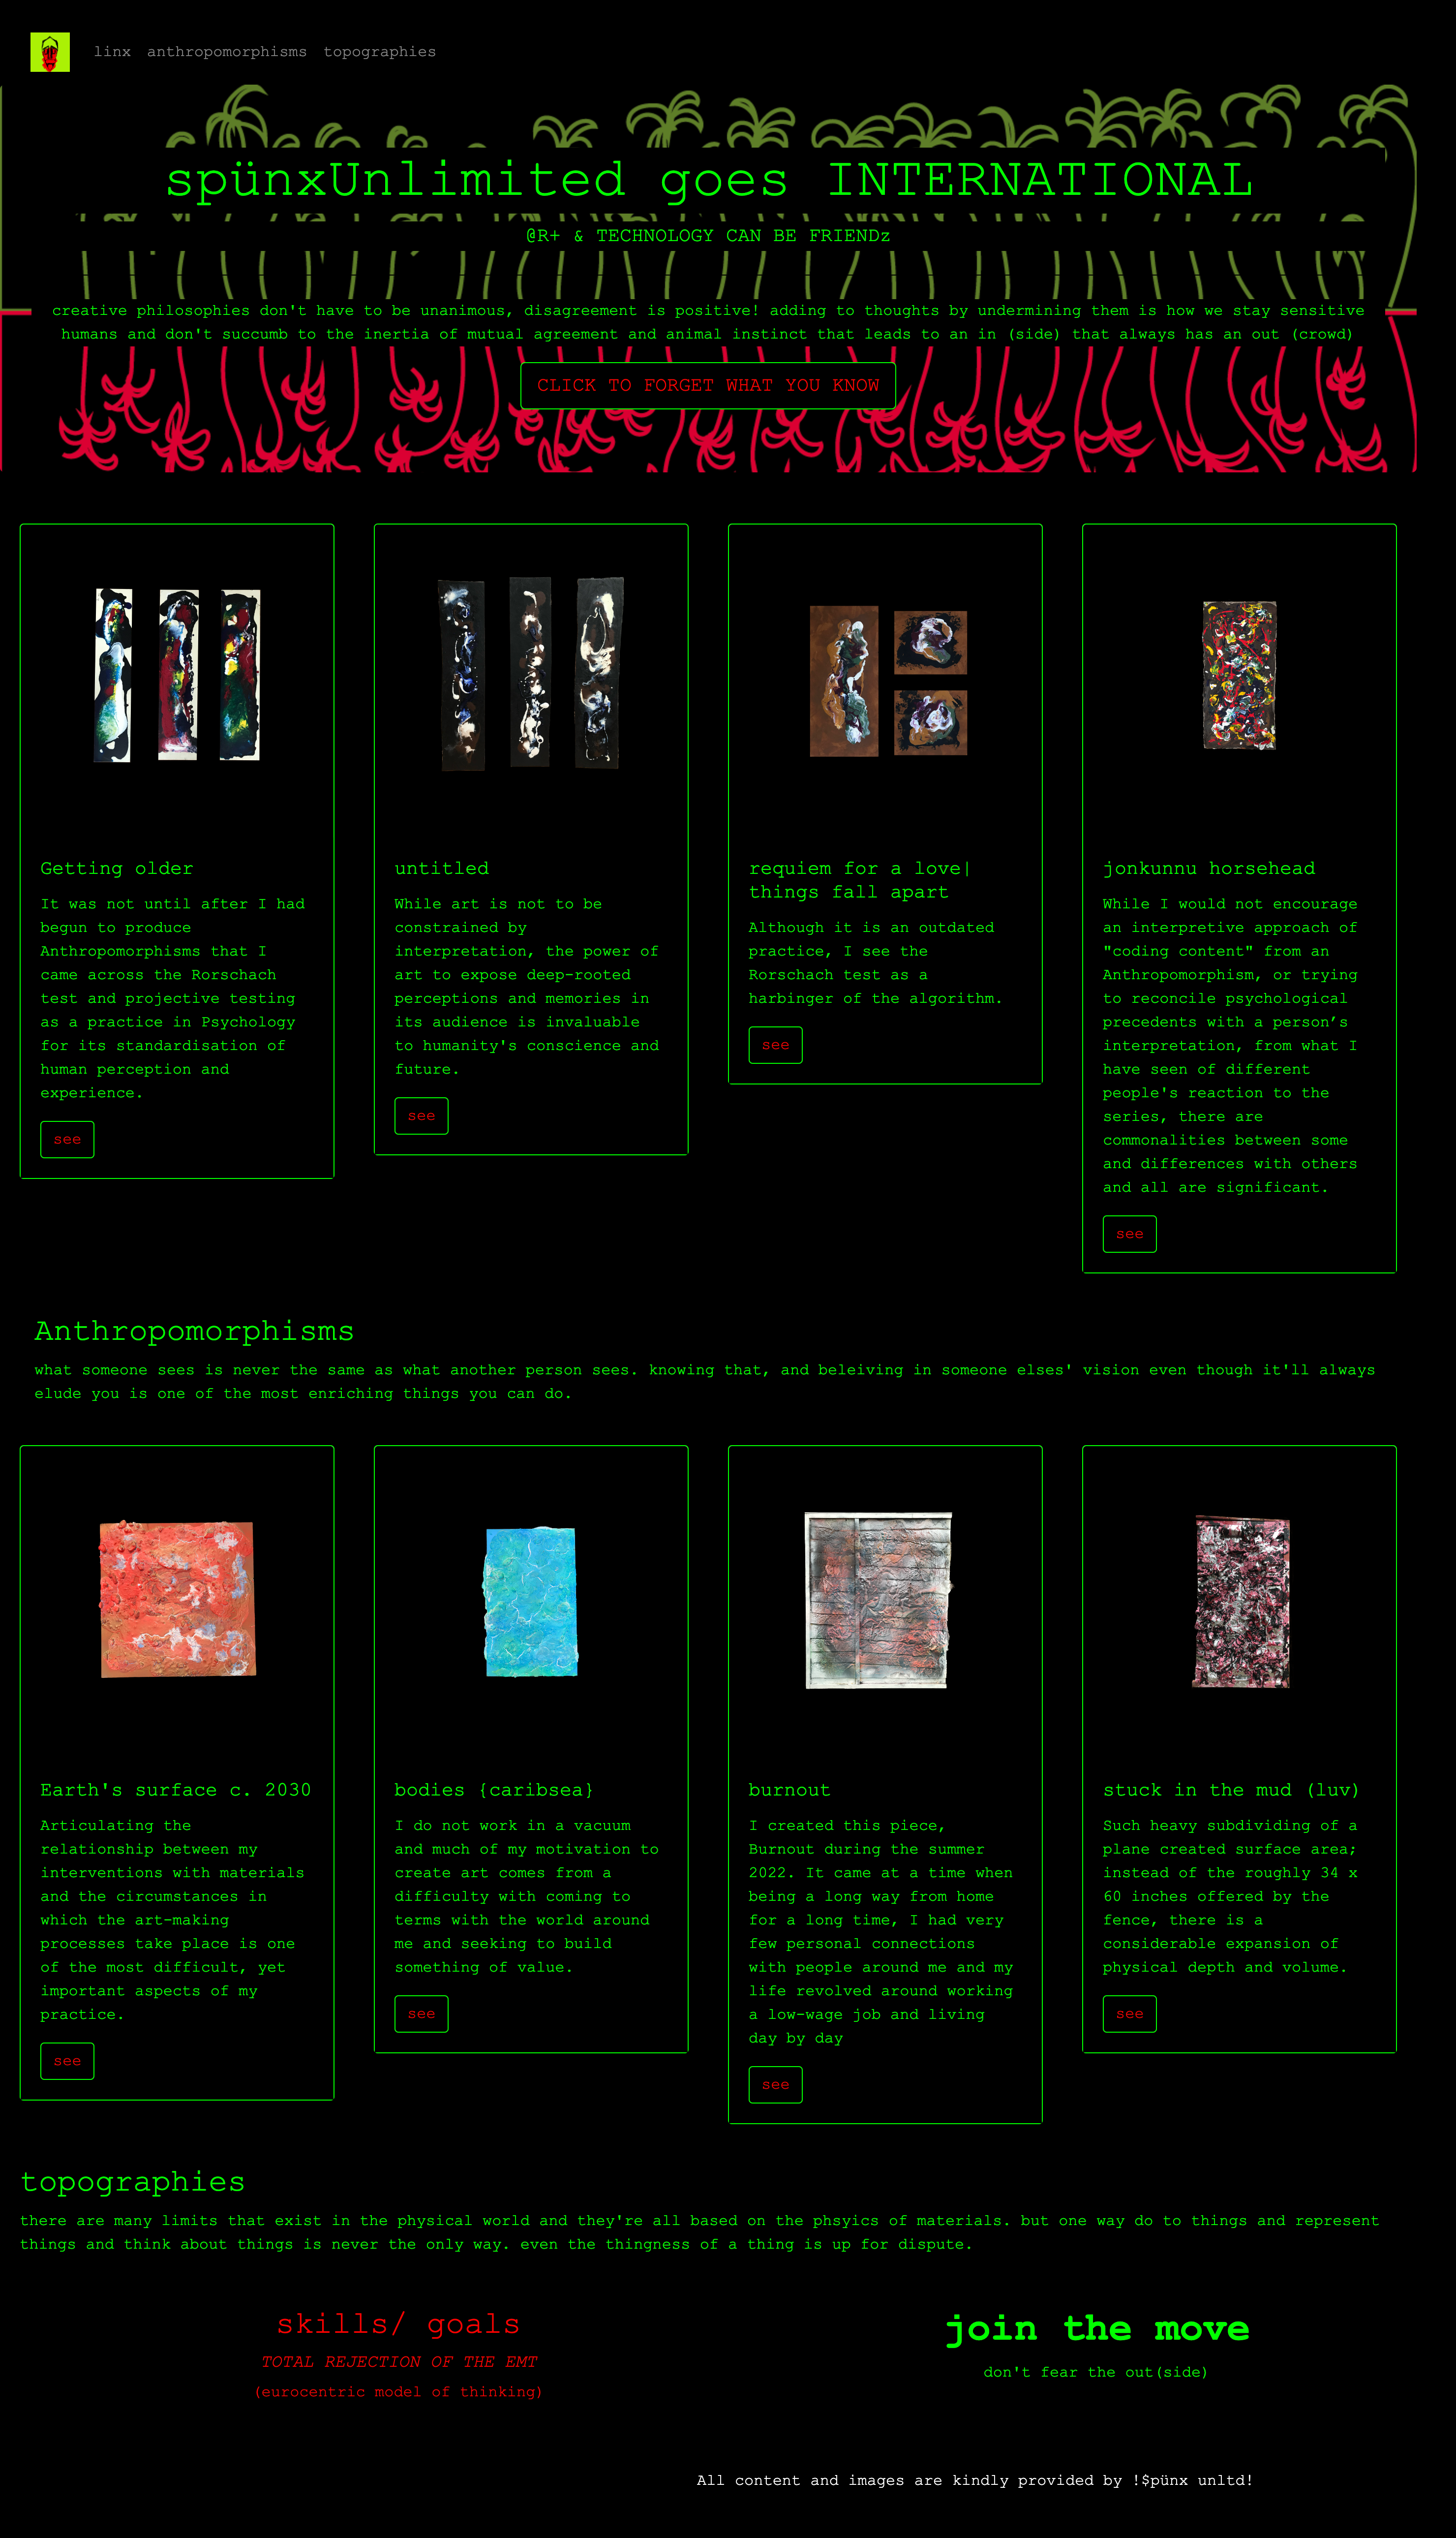 linx anthropomorphisms topographies
spünxUnlimited goes INTERNATIONAL
@R+ & TECHNOLOGY CAN BE FRIENDz
creative philosophies don't have to be unanimous, disagreement is positive! adding to thoughts by undermining them is how we stay sensitive
humans and don't succumb to the inertia of mutual agreement and animal instinct that leads to an in (side) that always has an out (crowd)
CLICK TO FORGET WHAT YOU KNOW
Getting older
It was not until after I had
begun to produce
Anthropomorphisms that I
came across the Rorschach
test and projective testing
as a practice in Psychology
for its standardisation of
human perception and
experience.
see
untitled
While art is not to be
constrained by
interpretation, the power of
art to expose deep-rooted
perceptions and memories in
its audience is invaluable
to humanity's conscience and
future.
see
requiem for a love|
things fall apart
Although it is an outdated
practice, I see the
Rorschach test as a
harbinger of the algorithm.
see
jonkunnu horsehead
While I would not encourage
an interpretive approach of
"coding content" from an
Anthropomorphism, or trying
to reconcile psychological
precedents with a person’s
interpretation, from what I
have seen of different
people's reaction to the
series, there are
commonalities between some
and differences with others
and all are significant.
see
Anthropomorphisms
what someone sees is never the same as what another person sees. knowing that, and beleiving in someone elses' vision even though it'll always
elude you is one of the most enriching things you can do.
Earth's surface c. 2030
Articulating the
relationship between my
interventions with materials
and the circumstances in
which the art-making
processes take place is one
of the most difficult, yet
important aspects of my
practice.
see
bodies {caribsea}
I do not work in a vacuum
and much of my motivation to
create art comes from a
difficulty with coming to
terms with the world around
me and seeking to build
something of value.
see
burnout
I created this piece,
Burnout during the summer
2022. It came at a time when
being a long way from home
for a long time, I had very
few personal connections
with people around me and my
life revolved around working
a low-wage job and living
day by day
see
stuck in the mud (luv)
Such heavy subdividing of a
plane created surface area;
instead of the roughly 34 x
60 inches offered by the
fence, there is a
considerable expansion of
physical depth and volume.
see
topographies
there are many limits that exist in the physical world and they're all based on the phsyics of materials. but one way do to things and represent
things and think about things is never the only way. even the thingness of a thing is up for dispute.
skills/ goals
TOTAL REJECTION OF THE EMT
(eurocentric model of thinking)
join the move
don't fear the out(side)
All content and images are kindly provided by !$pünx unltd!